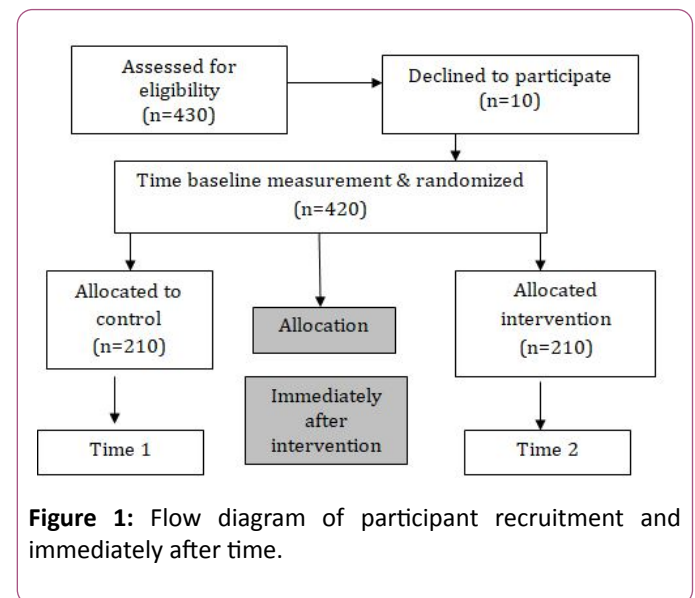 Assessed for
eligibility
(n=430)
Declined to participate
(n=10)
Time baseline measurement & randomized
(n=420)
Allocated to
control
(n=210)
Allocation
Allocated
intervention
(n=210)
Immediately
after
intervention
Time 1
Time 2
Figure 1: Flow diagram of participant recruitment and
immediately after time.